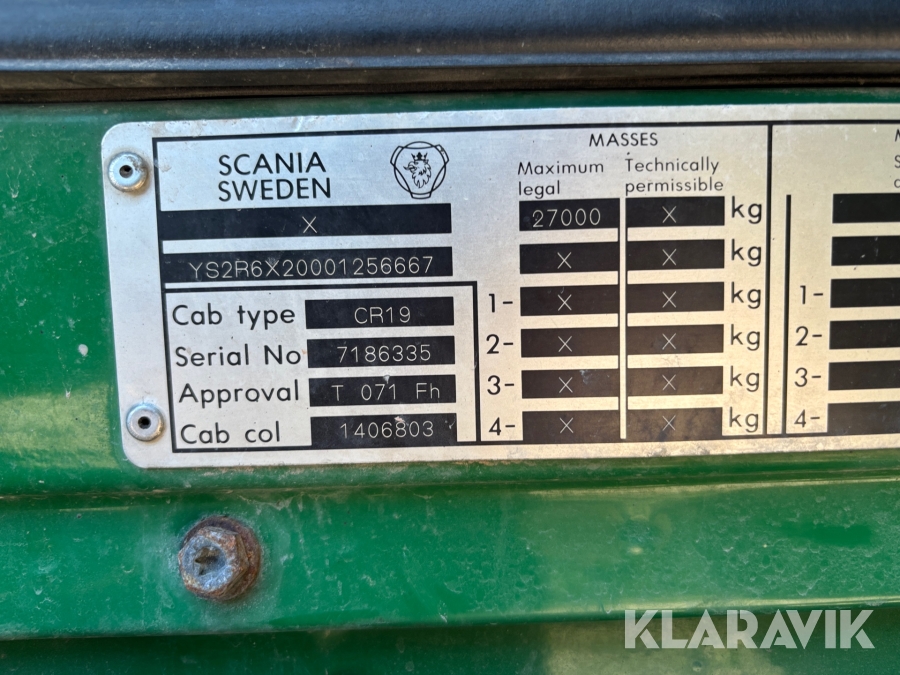 SCANIA
SWEDEN
MASSES
Maximum legal
Technically permissible
X
27000 X kg
YS2R6X20001256667
X X kg
Cab type CR19
1- X X kg
Serial No 7186335
2- X X kg
Approval T 071 Fh
3- X X kg
Cab col 1406803
4- X X kg
1-
2-
3-
4-
KLARAVIK